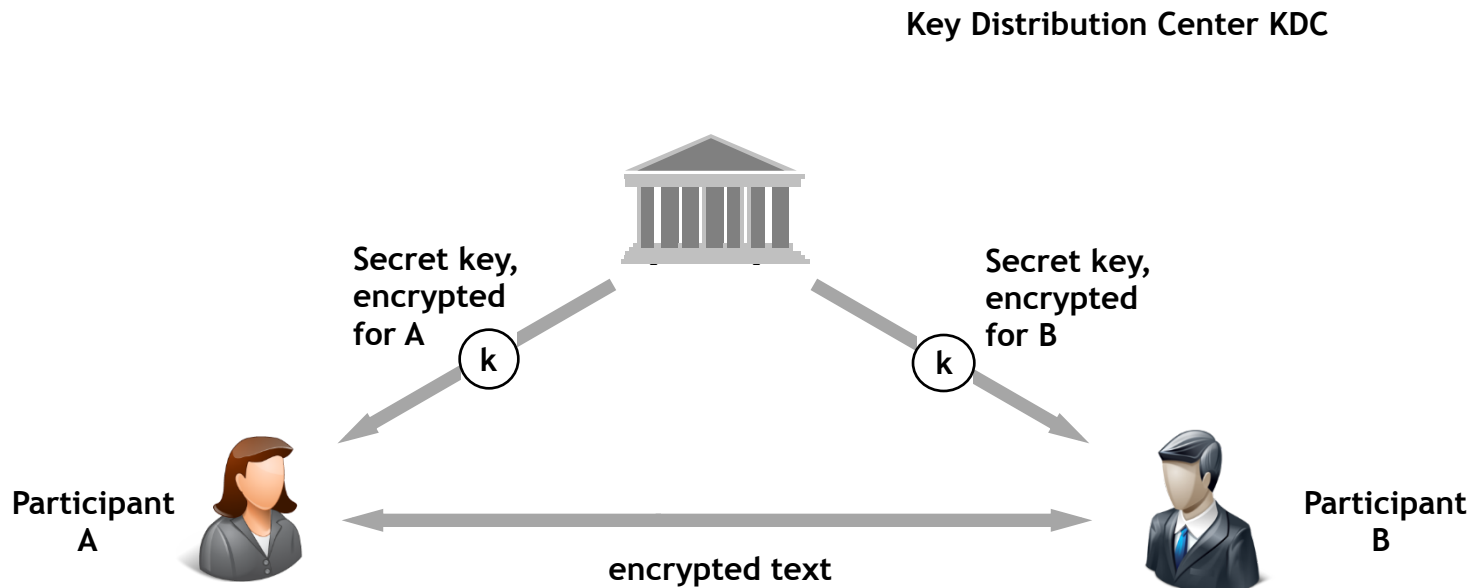 Key Distribution Center KDC
Secret key,
encrypted
for A
k
Secret key,
encrypted
for B
k
Participant
A
encrypted text
Participant
B